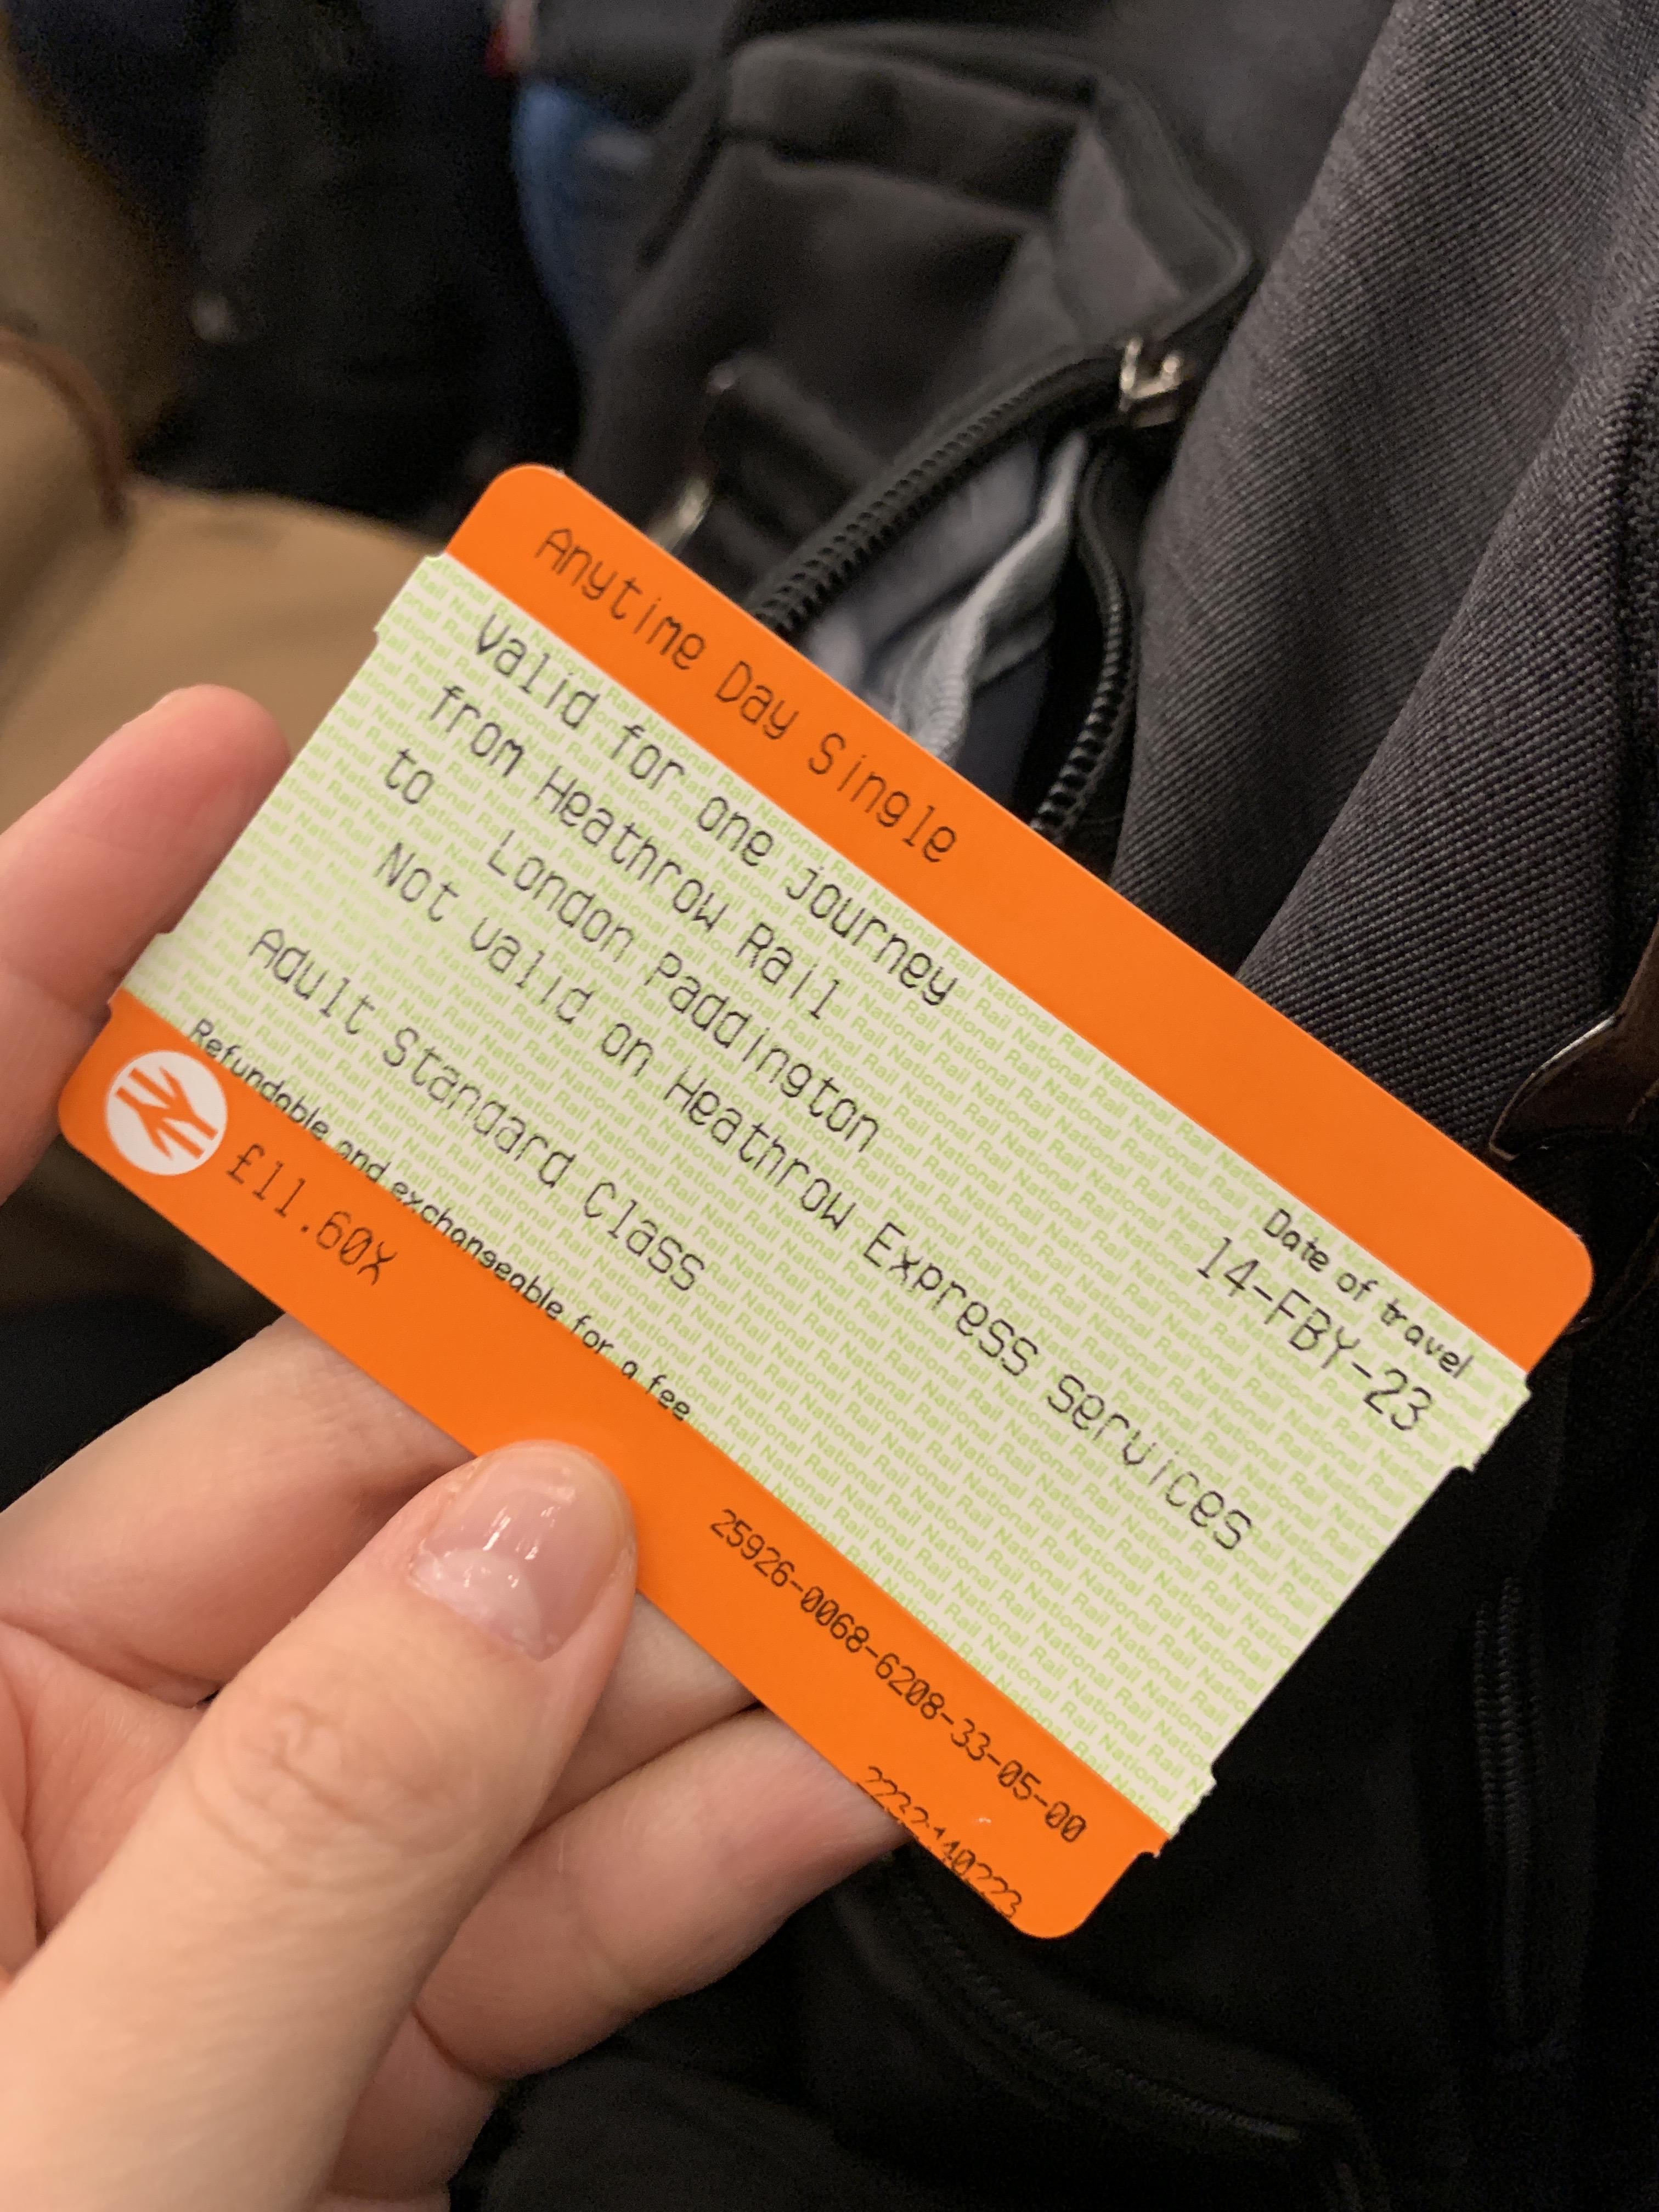 Anytime Day Single
Valid for one journey
from Heathrow Rail
to London Paddington
Not valid on Heathrow Express services
Adult Standard Class
Date of travel
14-FBY-23
Refundable and exchangeable for a fee
£11.60X
25926-0068-6208-33-05-00
2232140223